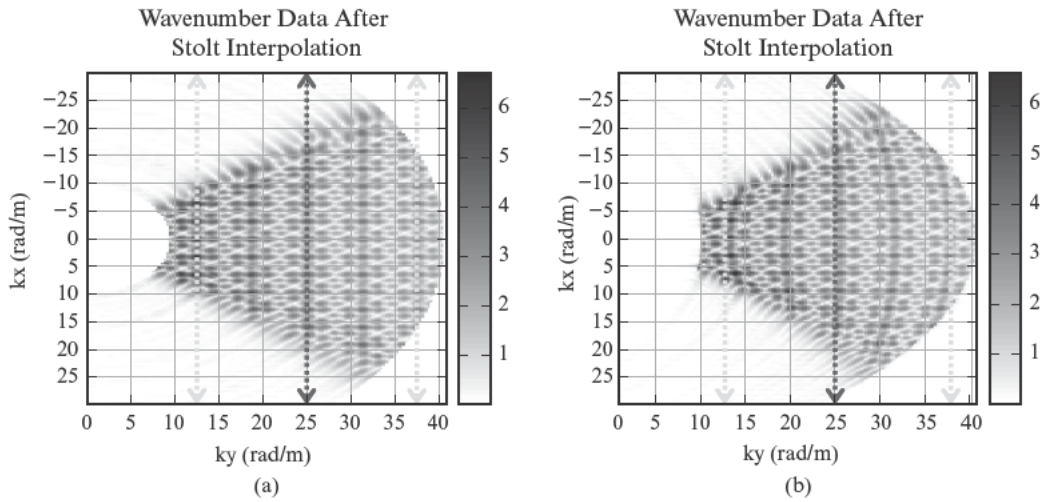 Wavenumber Data After
Stolt Interpolation
−25
−20
−15
−10
−5
0
5
10
15
20
25
kx (rad/m)
0 5 10 15 20 25 30 35 40
ky (rad/m)
6
5
4
3
2
1
(a)
Wavenumber Data After
Stolt Interpolation
−25
−20
−15
−10
−5
0
5
10
15
20
25
kx (rad/m)
0 5 10 15 20 25 30 35 40
ky (rad/m)
6
5
4
3
2
1
(b)